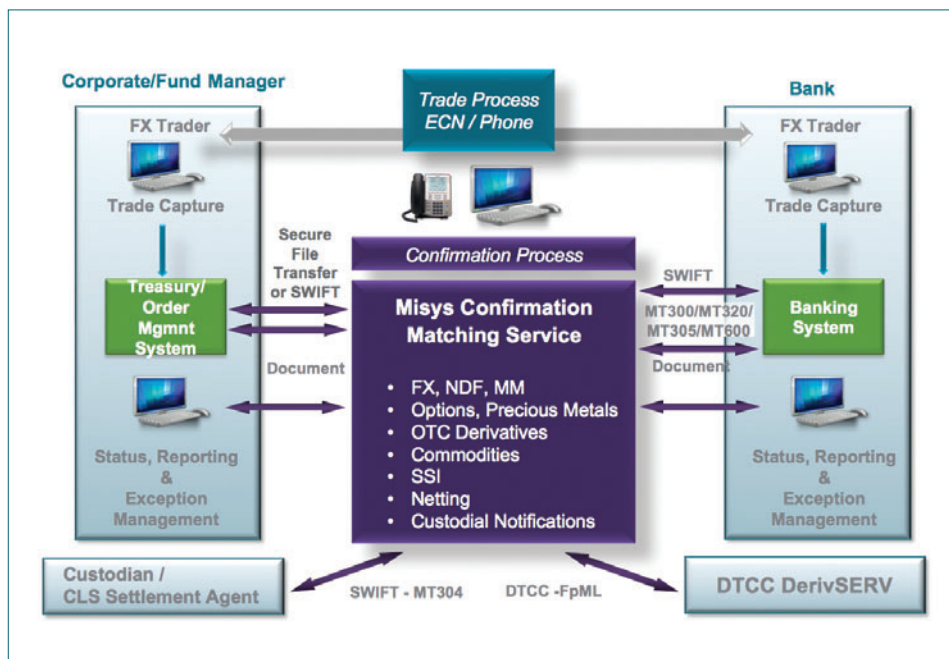 Corporate/Fund Manager
Trade Process
ECN / Phone
Bank
FX Trader
Trade Capture
Treasury/
Order
Mgmnt
System
Status, Reporting
&
Exception
Management
Secure
File
Transfer
or SWIFT
Document
Confirmation Process
Misys Confirmation
Matching Service
• FX, NDF, MM
• Options, Precious Metals
• OTC Derivatives
• Commodities
• SSI
• Netting
• Custodial Notifications
SWIFT
MT300/MT320/
MT305/MT600
Document
FX Trader
Trade Capture
Banking
System
Status, Reporting
&
Exception
Management
Custodian /
CLS Settlement Agent
SWIFT - MT304
DTCC -FpML
DTCC DerivSERV